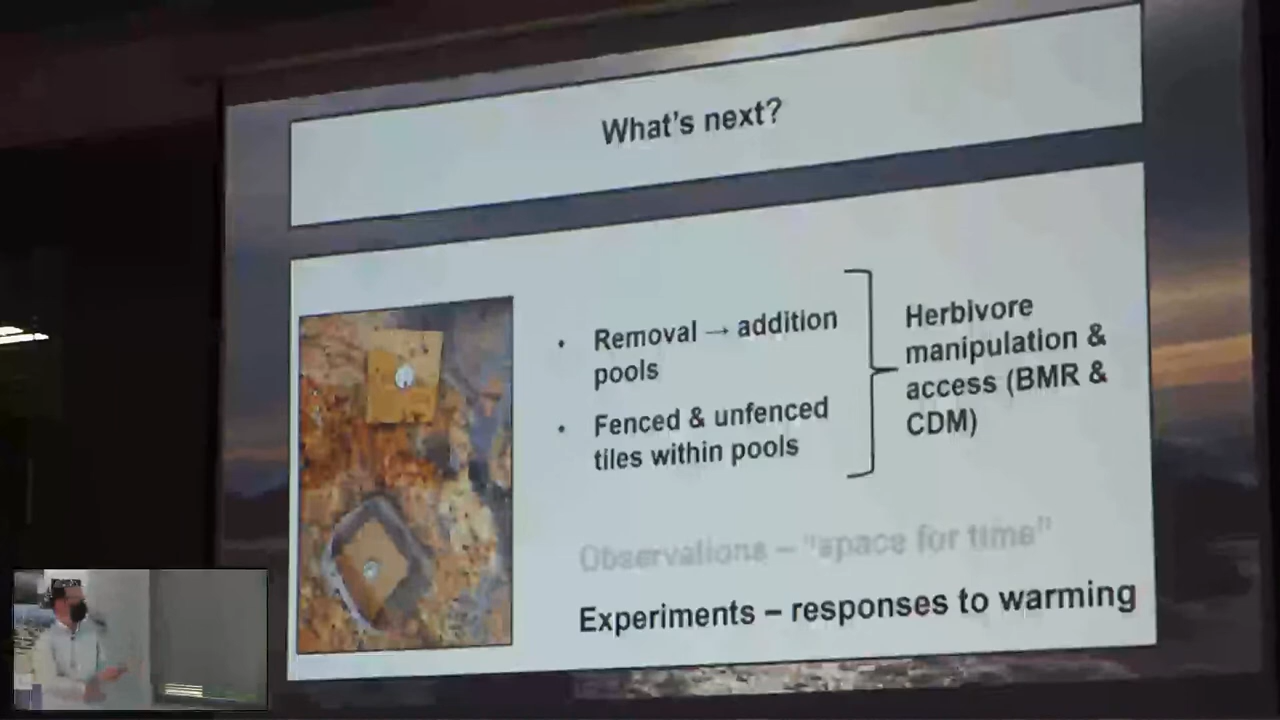 What's next?
• Removal → addition
pools
• Fenced & unfenced
tiles within pools
Herbivore
manipulation &
access (BMR &
CDM)
Observations – "space for time"
Experiments – responses to warming